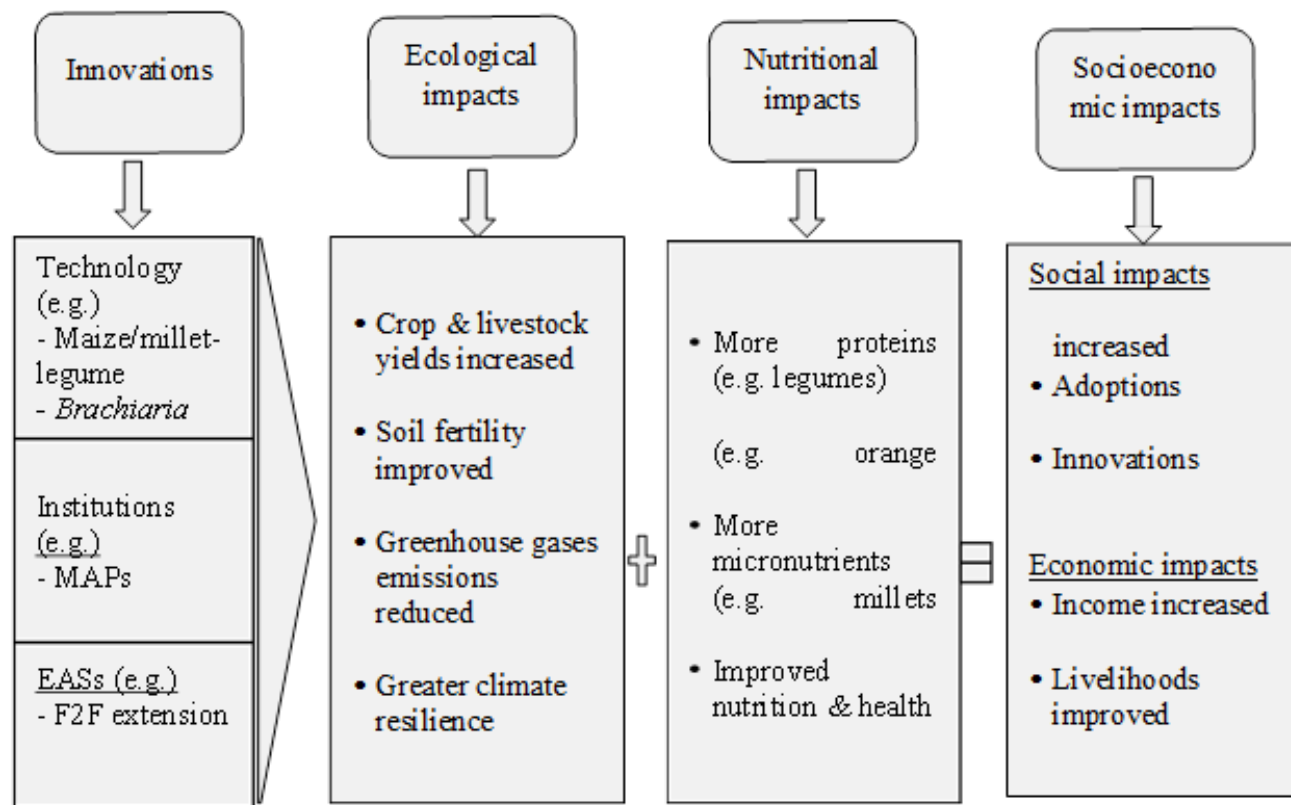 Innovations
Ecological
impacts
Nutritional
impacts
Socioecono
mic impacts
Technology
(e.g.)
- Maize/millet-
legume
- Brachiaria
Institutions
(e.g.)
- MAPs
EASs (e.g.)
- F2F extension
• Crop & livestock
yields increased
• Soil fertility
improved
• Greenhouse gases
emissions
reduced
• Greater climate
resilience
• More proteins
(e.g. legumes)
(e.g. orange
• More
micronutrients
(e.g. millets
• Improved
nutrition & health
Social impacts
increased
• Adoptions
• Innovations
Economic impacts
• Income increased
• Livelihoods
improved